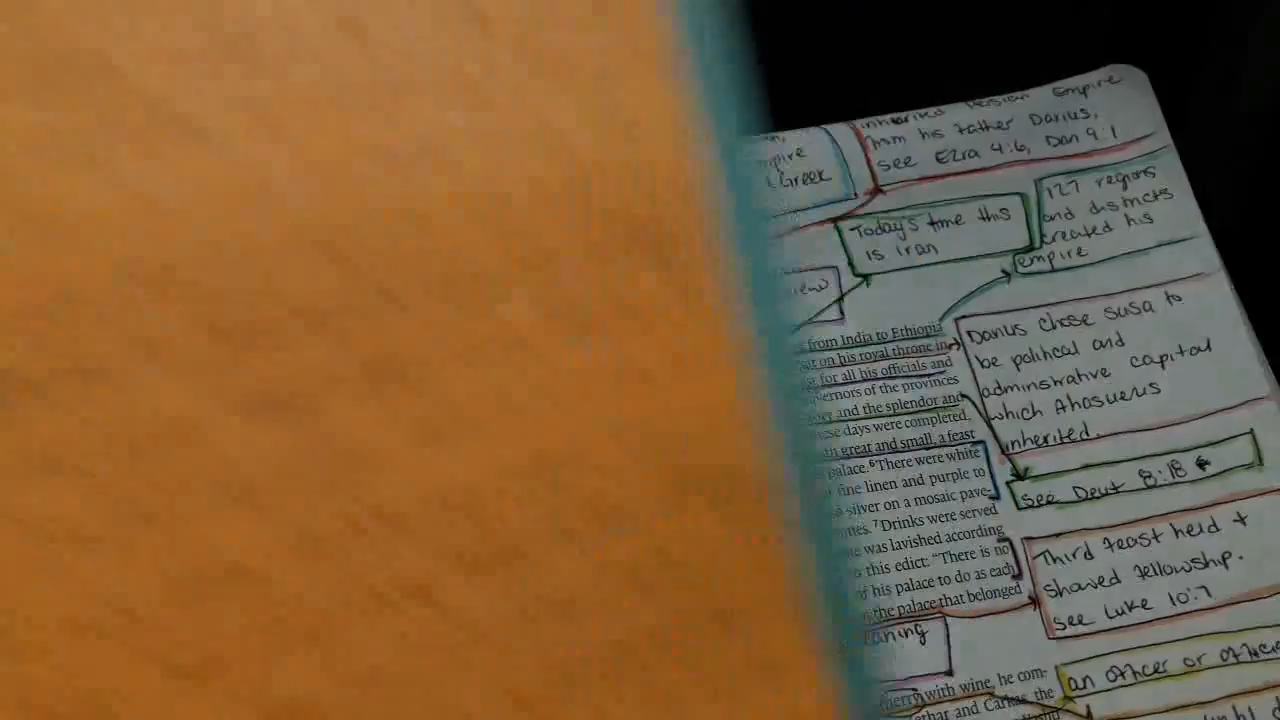 inherited Persian Empire
from his father Darius,
see Ezra 4:6, Dan 9:1
Greek
Today's time this
is Iran
127 regions
and districts
created his
empire
from India to Ethiopia
on his royal throne in
for all his officials and
governors of the provinces
and the splendor and
days were completed,
great and small, a feast
palace. 6 There were white
fine linen and purple to
silver on a mosaic pave-
7 Drinks were served
was lavished according
this edict: "There is no
of his palace to do as each
the palace that belonged
Darius chose susa to
be political and
adminstrative capital
which Ahasuerus
inherited.
see Deut 8:18
Third feast held +
shared fellowship.
see Luke 10:7
with wine, he com-
and Carkas, the
an officer or